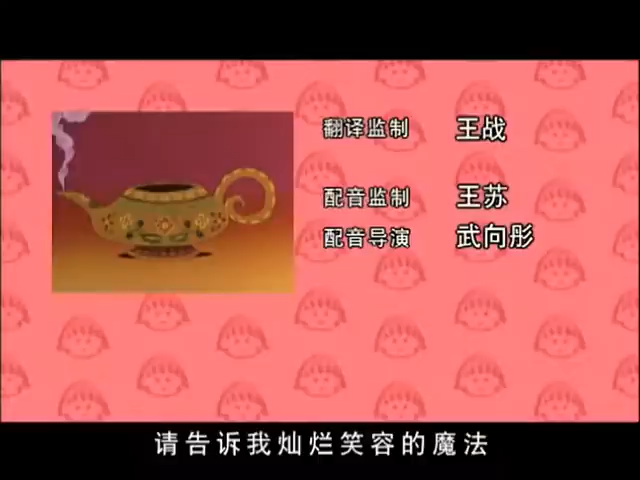 翻译监制 王战
配音监制 王苏
配音导演 武向彤
请告诉我灿烂笑容的魔法